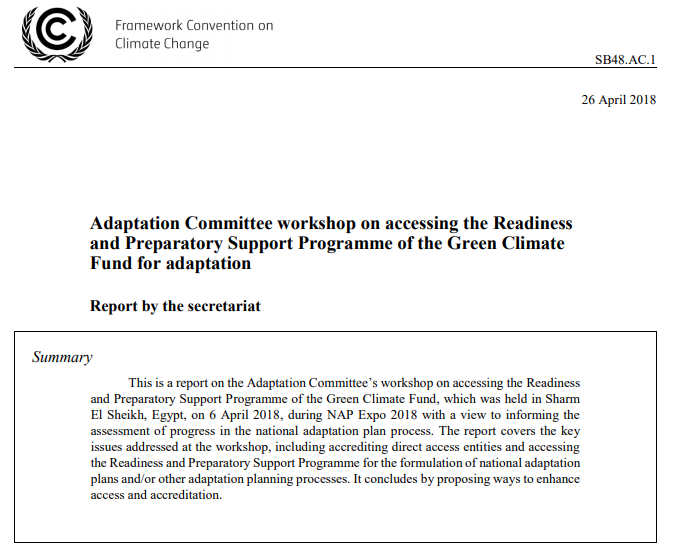 Framework Convention on
Climate Change
SB48.AC.1
26 April 2018
Adaptation Committee workshop on accessing the Readiness
and Preparatory Support Programme of the Green Climate
Fund for adaptation
Report by the secretariat
Summary
This is a report on the Adaptation Committee’s workshop on accessing the Readiness
and Preparatory Support Programme of the Green Climate Fund, which was held in Sharm
El Sheikh, Egypt, on 6 April 2018, during NAP Expo 2018 with a view to informing the
assessment of progress in the national adaptation plan process. The report covers the key
issues addressed at the workshop, including accrediting direct access entities and accessing
the Readiness and Preparatory Support Programme for the formulation of national adaptation
plans and/or other adaptation planning processes. It concludes by proposing ways to enhance
access and accreditation.